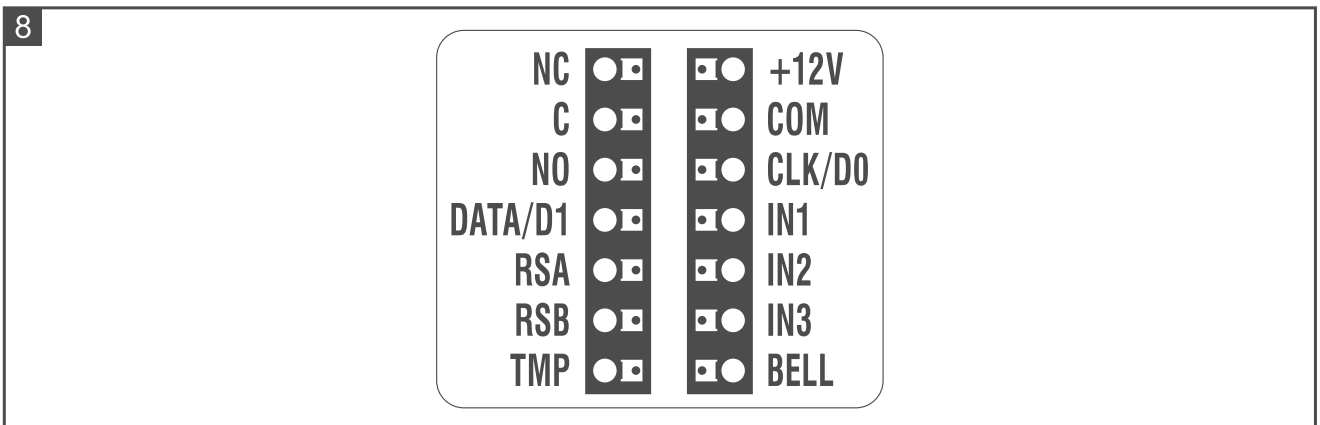 8
NC +12V
C COM
NO CLK/D0
DATA/D1 IN1
RSA IN2
RSB IN3
TMP BELL